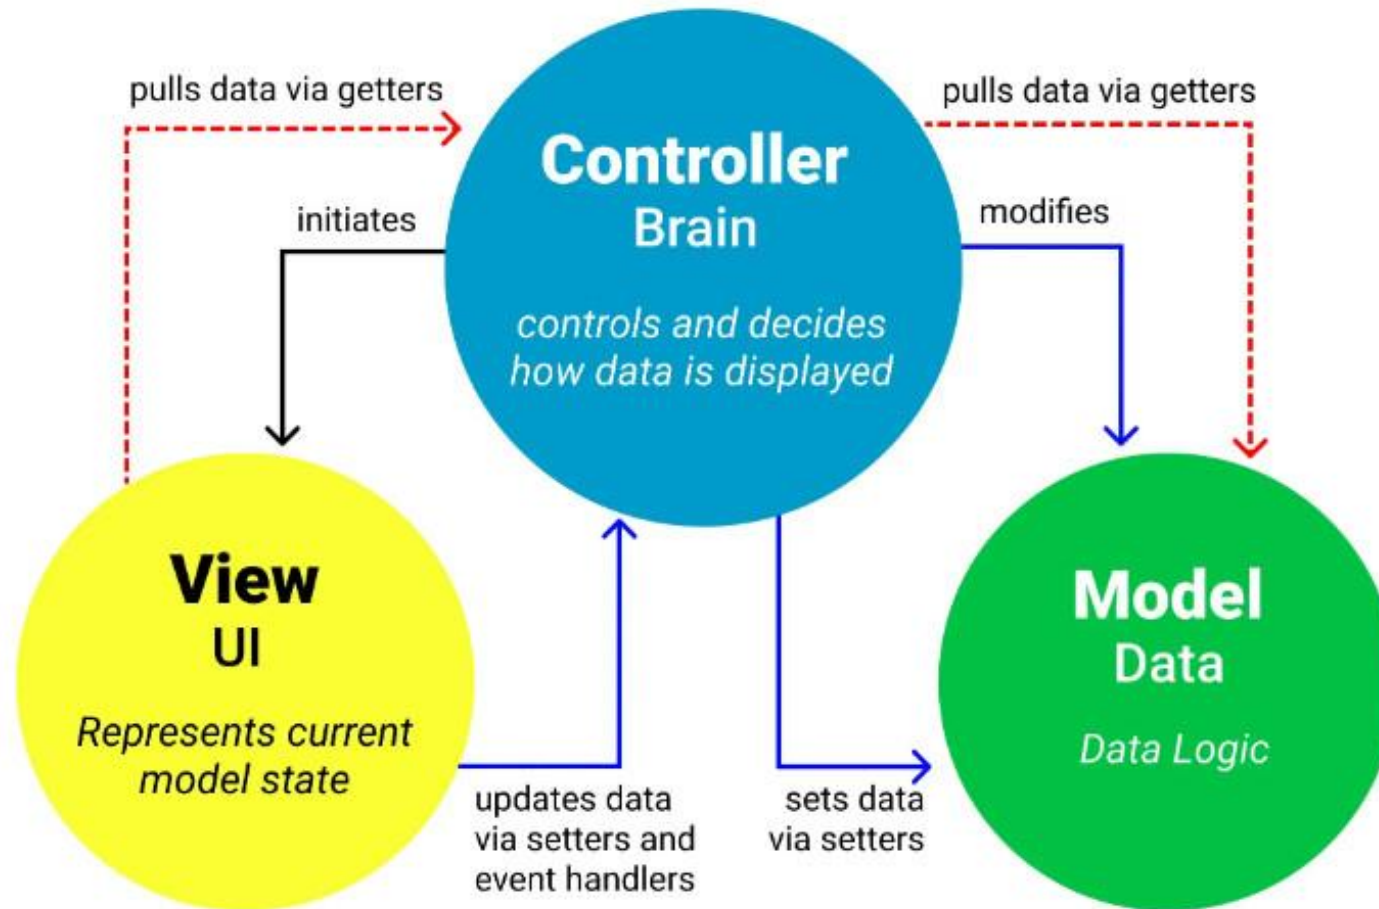 pulls data via getters
pulls data via getters
Controller
Brain
initiates
modifies
controls and decides
how data is displayed
View
UI
Represents current
model state
Model
Data
Data Logic
updates data
via setters and
event handlers
sets data
via setters